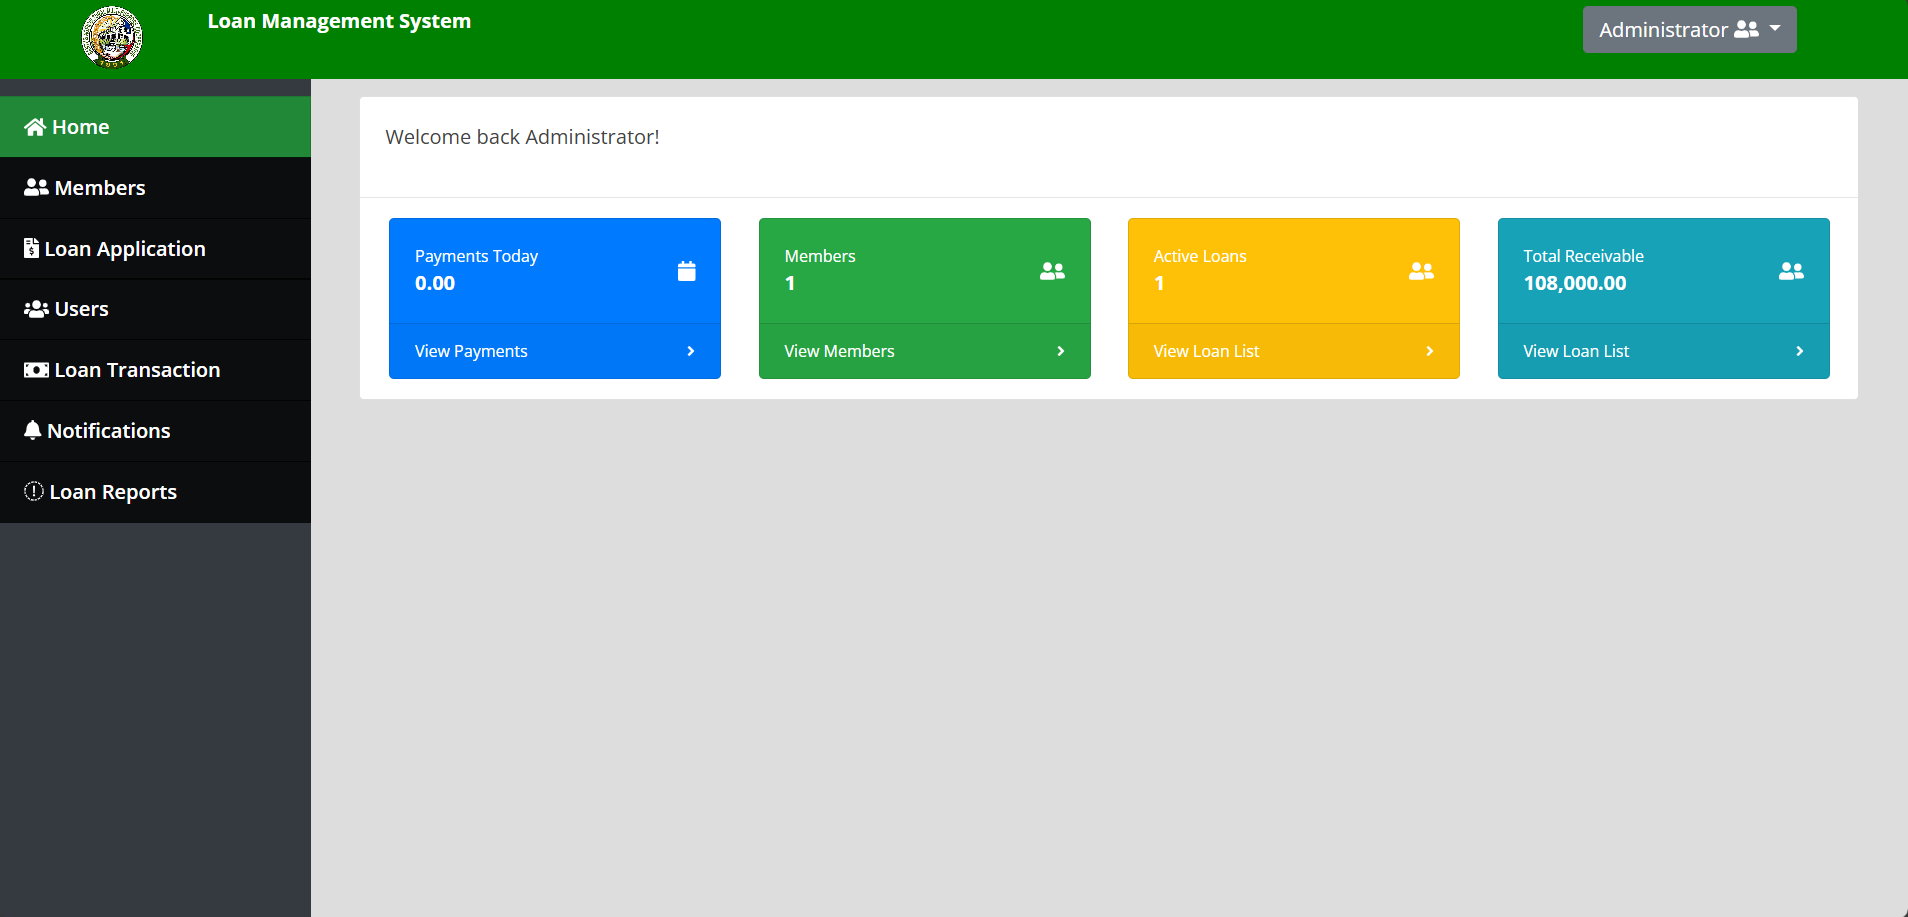 Loan Management System
Administrator
Home
Members
Loan Application
Users
Loan Transaction
Notifications
Loan Reports
Welcome back Administrator!
Payments Today
0.00
View Payments
Members
1
View Members
Active Loans
1
View Loan List
Total Receivable
108,000.00
View Loan List